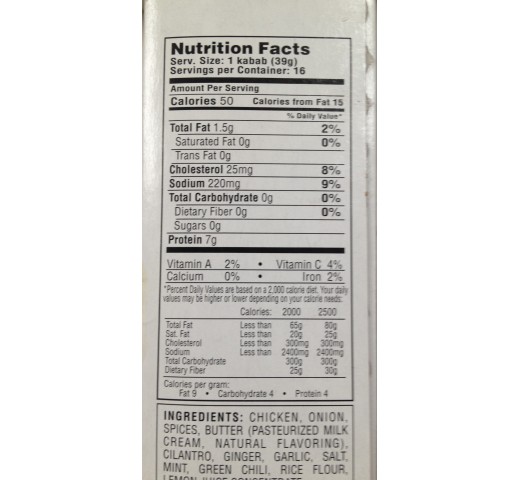 Nutrition Facts
Serv. Size: 1 kabab (39g)
Servings per Container: 16
Amount Per Serving
Calories 50 Calories from Fat 15
% Daily Value*
Total Fat 1.5g 2%
Saturated Fat 0g 0%
Trans Fat 0g
Cholesterol 25mg 8%
Sodium 220mg 9%
Total Carbohydrate 0g 0%
Dietary Fiber 0g 0%
Sugars 0g
Protein 7g
Vitamin A 2% • Vitamin C 4%
Calcium 0% • Iron 2%
*Percent Daily Values are based on a 2,000 calorie diet. Your daily
values may be higher or lower depending on your calorie needs:
Calories: 2000 2500
Total Fat Less than 65g 80g
Sat. Fat Less than 20g 25g
Cholesterol Less than 300mg 300mg
Sodium Less than 2400mg 2400mg
Total Carbohydrate 300g 300g
Dietary Fiber 25g 30g
Calories per gram:
Fat 9 • Carbohydrate 4 • Protein 4
INGREDIENTS: CHICKEN, ONION,
SPICES, BUTTER (PASTEURIZED MILK
CREAM, NATURAL FLAVORING),
CILANTRO, GINGER, GARLIC, SALT,
MINT, GREEN CHILI, RICE FLOUR,
LEMON JUICE CONCENTRATE